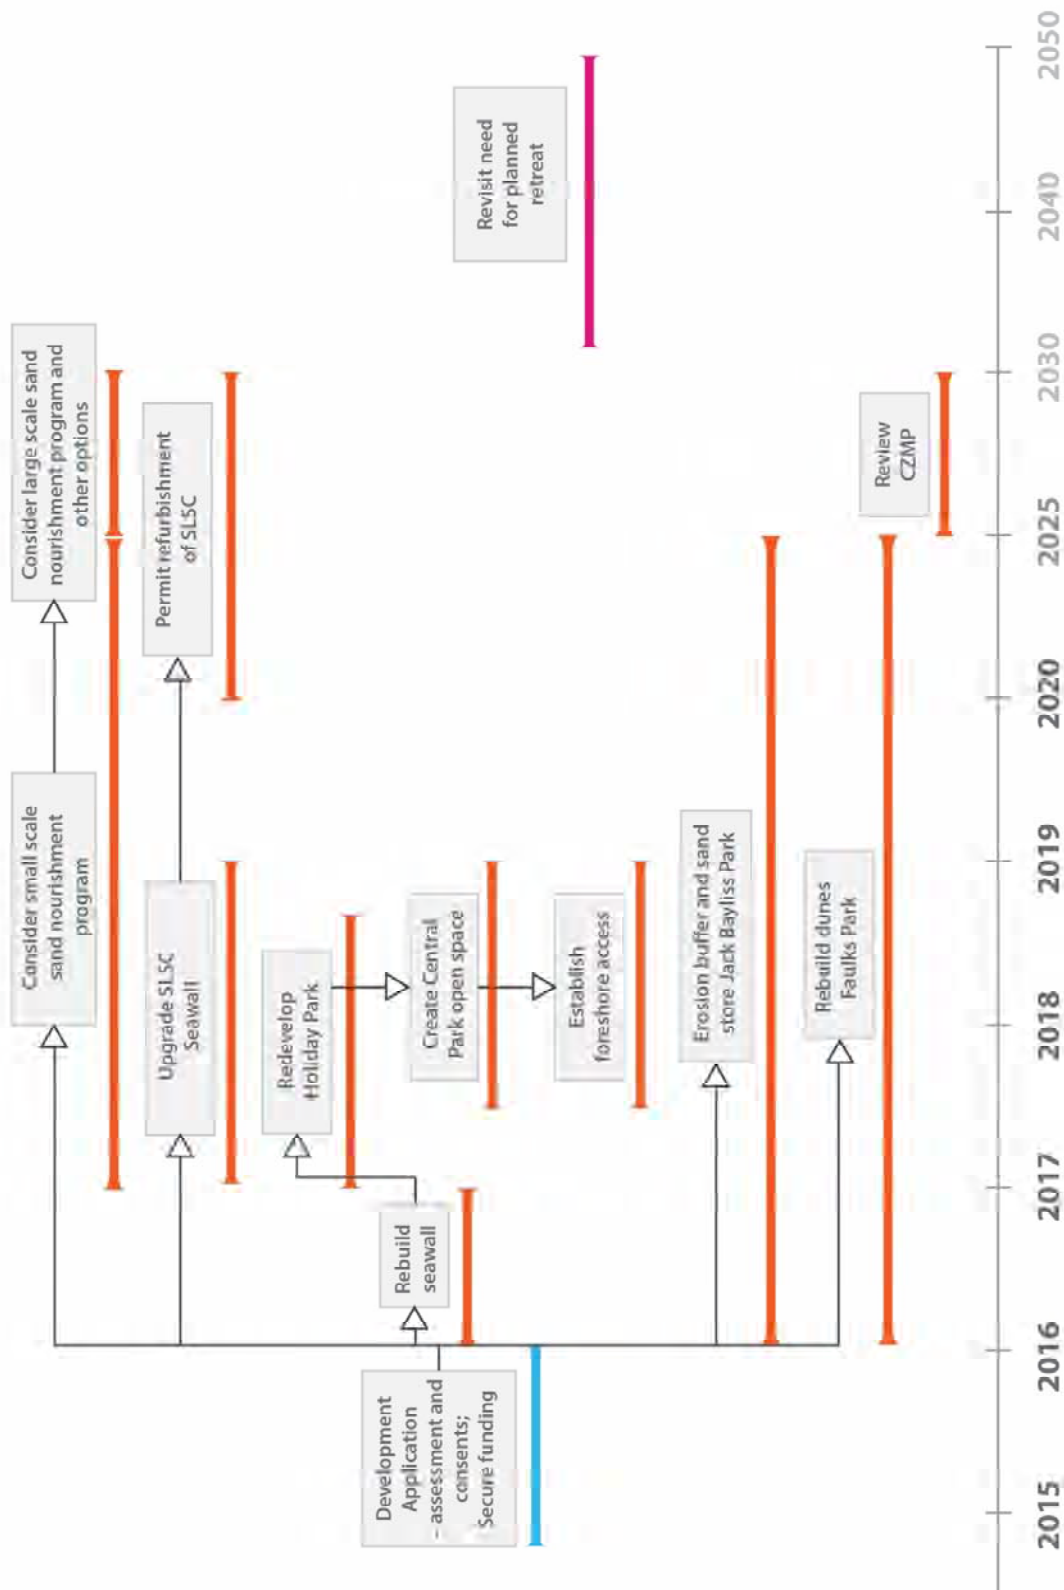 Consider small scale
sand nourishment
program
Consider large scale sand
nourishment program and
other options
Upgrade SLSC
Seawall
Permit refurbishment
of SLSC
Redevelop
Holiday Park
Development
Application
– assessment and
consents;
Secure funding
Rebuild
seawall
Create Central
Park open space
Revisit need
for planned
retreat
Establish
foreshore access
Erosion buffer and sand
store Jack Bayliss Park
Rebuild dunes
Faulks Park
Review
CZMP
2015 2016 2017 2018 2019 2020 2025 2030 2040 2050